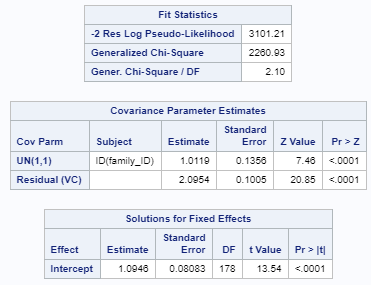 Fit Statistics
-2 Res Log Pseudo-Likelihood 3101.21
Generalized Chi-Square 2260.93
Gener. Chi-Square / DF 2.10
Covariance Parameter Estimates
Cov Parm Subject Estimate Standard Error Z Value Pr > Z
UN(1,1) ID(family_ID) 1.0119 0.1356 7.46 <.0001
Residual (VC) 2.0954 0.1005 20.85 <.0001
Solutions for Fixed Effects
Effect Estimate Standard Error DF t Value Pr > |t|
Intercept 1.0946 0.08083 178 13.54 <.0001